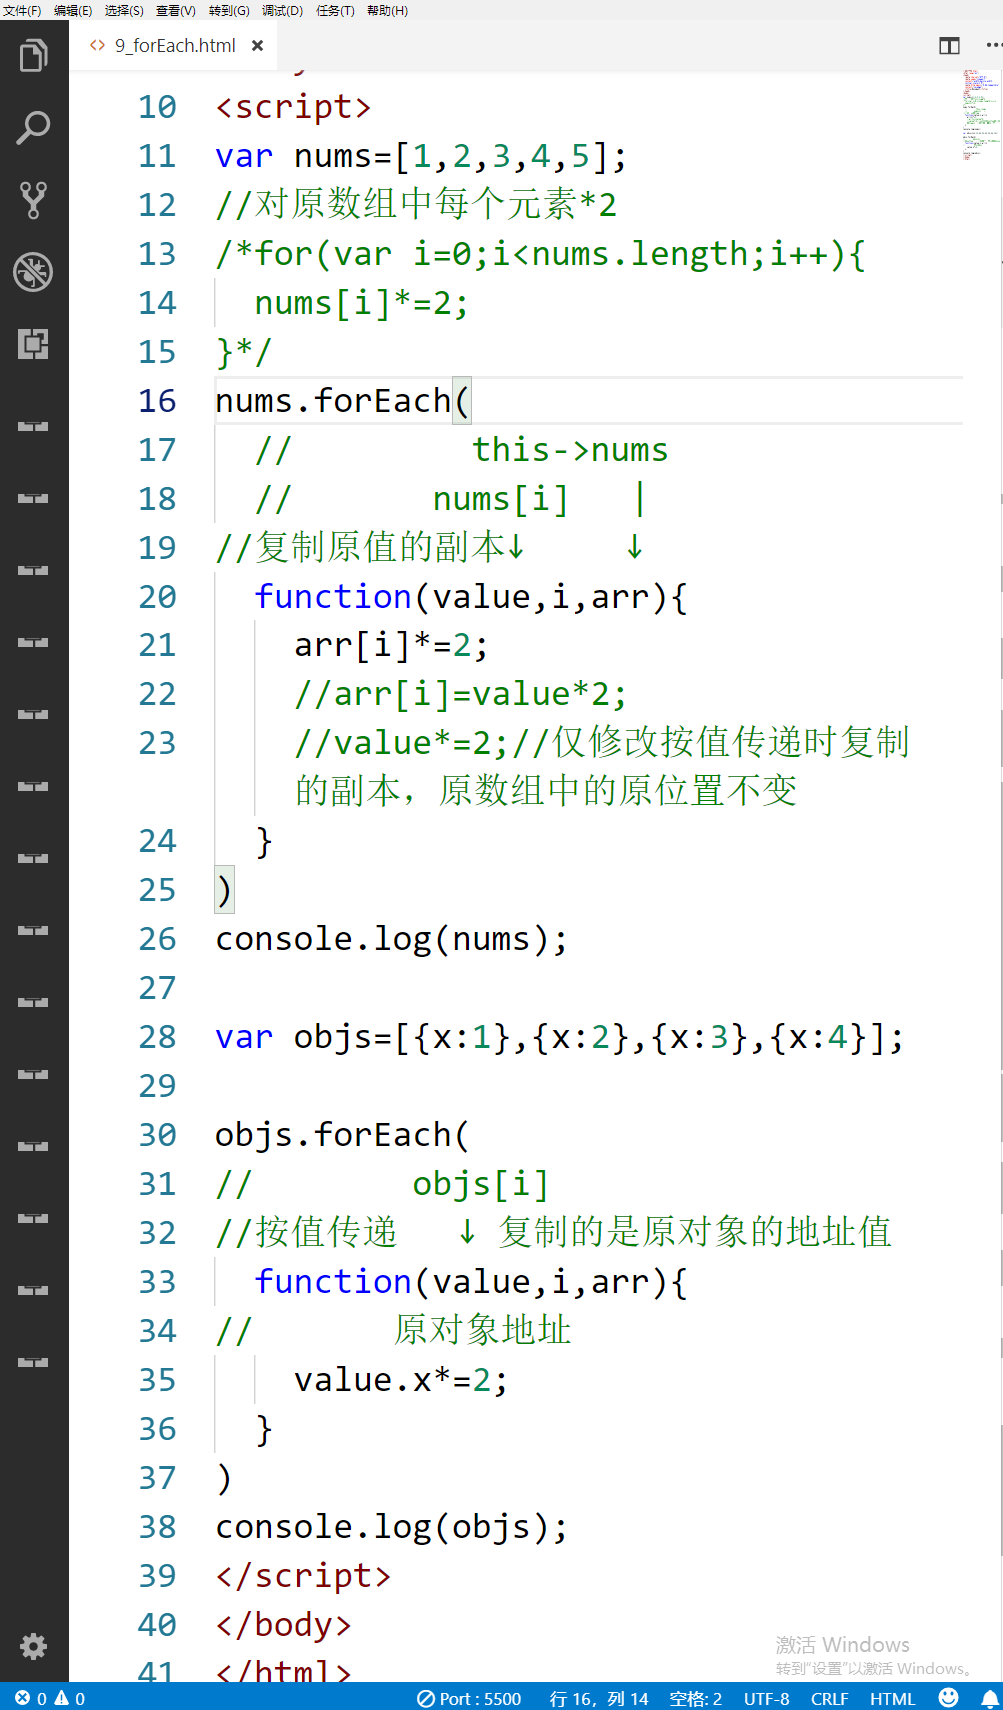 文件(F) 编辑(E) 选择(S) 查看(V) 转到(G) 调试(D) 任务(T) 帮助(H)
<> 9_forEach.html ×
10 <script>
11 var nums=[1,2,3,4,5];
12 //对原数组中每个元素*2
13 /*for(var i=0;i<nums.length;i++){
14   nums[i]*=2;
15 }*/
16 nums.forEach(
17   //         this->nums
18   //       nums[i]   |
19 //复制原值的副本↓     ↓
20   function(value,i,arr){
21     arr[i]*=2;
22     //arr[i]=value*2;
23     //value*=2;//仅修改按值传递时复制
的副本，原数组中的原位置不变
24   }
25 )
26 console.log(nums);
27
28 var objs=[{x:1},{x:2},{x:3},{x:4}];
29
30 objs.forEach(
31 //        objs[i]
32 //按值传递   ↓ 复制的是原对象的地址值
33   function(value,i,arr){
34 //       原对象地址
35     value.x*=2;
36   }
37 )
38 console.log(objs);
39 </script>
40 </body>
41 </html>
激活 Windows
转到"设置"以激活 Windows。
0 0 Port : 5500 行 16，列 14 空格: 2 UTF-8 CRLF HTML